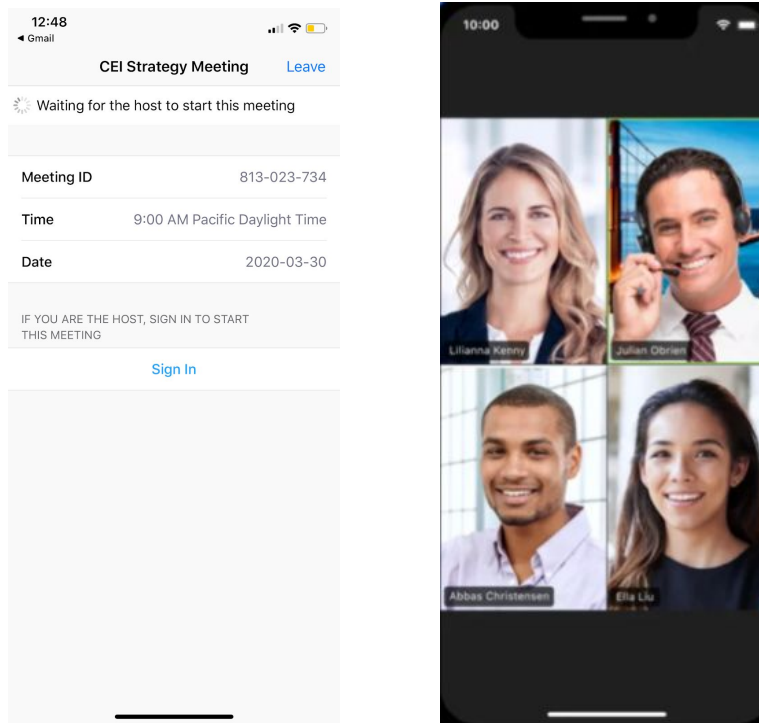 12:48
◀ Gmail
CEI Strategy Meeting Leave
Waiting for the host to start this meeting
Meeting ID 813-023-734
Time 9:00 AM Pacific Daylight Time
Date 2020-03-30
IF YOU ARE THE HOST, SIGN IN TO START
THIS MEETING
Sign In
10:00
Lilianna Kenny
Julian Obrien
Abbas Christensen
Ella Liu